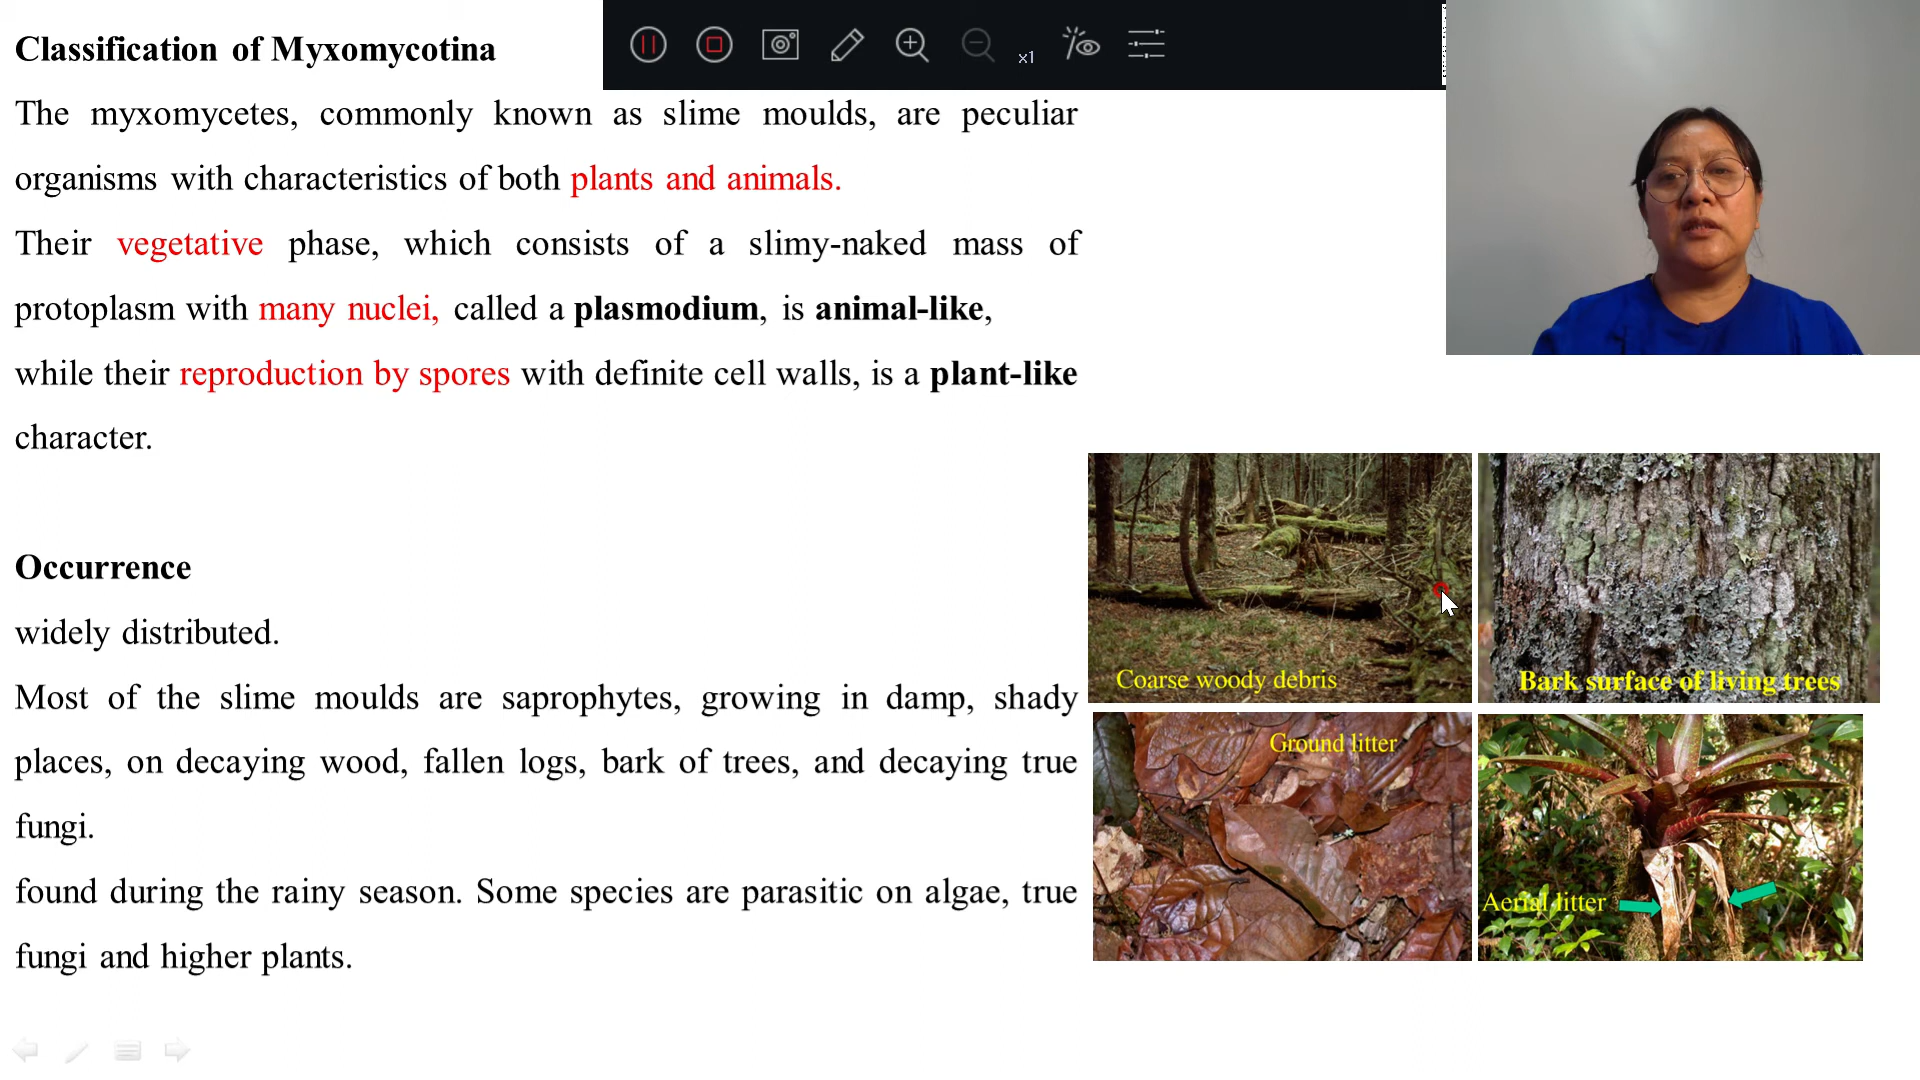 Classification of Myxomycotina
x1
The myxomycetes, commonly known as slime moulds, are peculiar
organisms with characteristics of both plants and animals.
Their vegetative phase, which consists of a slimy-naked mass of
protoplasm with many nuclei, called a plasmodium, is animal-like,
while their reproduction by spores with definite cell walls, is a plant-like
character.
Occurrence
widely distributed.
Most of the slime moulds are saprophytes, growing in damp, shady
places, on decaying wood, fallen logs, bark of trees, and decaying true
fungi.
found during the rainy season. Some species are parasitic on algae, true
fungi and higher plants.
Coarse woody debris
Bark surface of living trees
Ground litter
Aerial litter